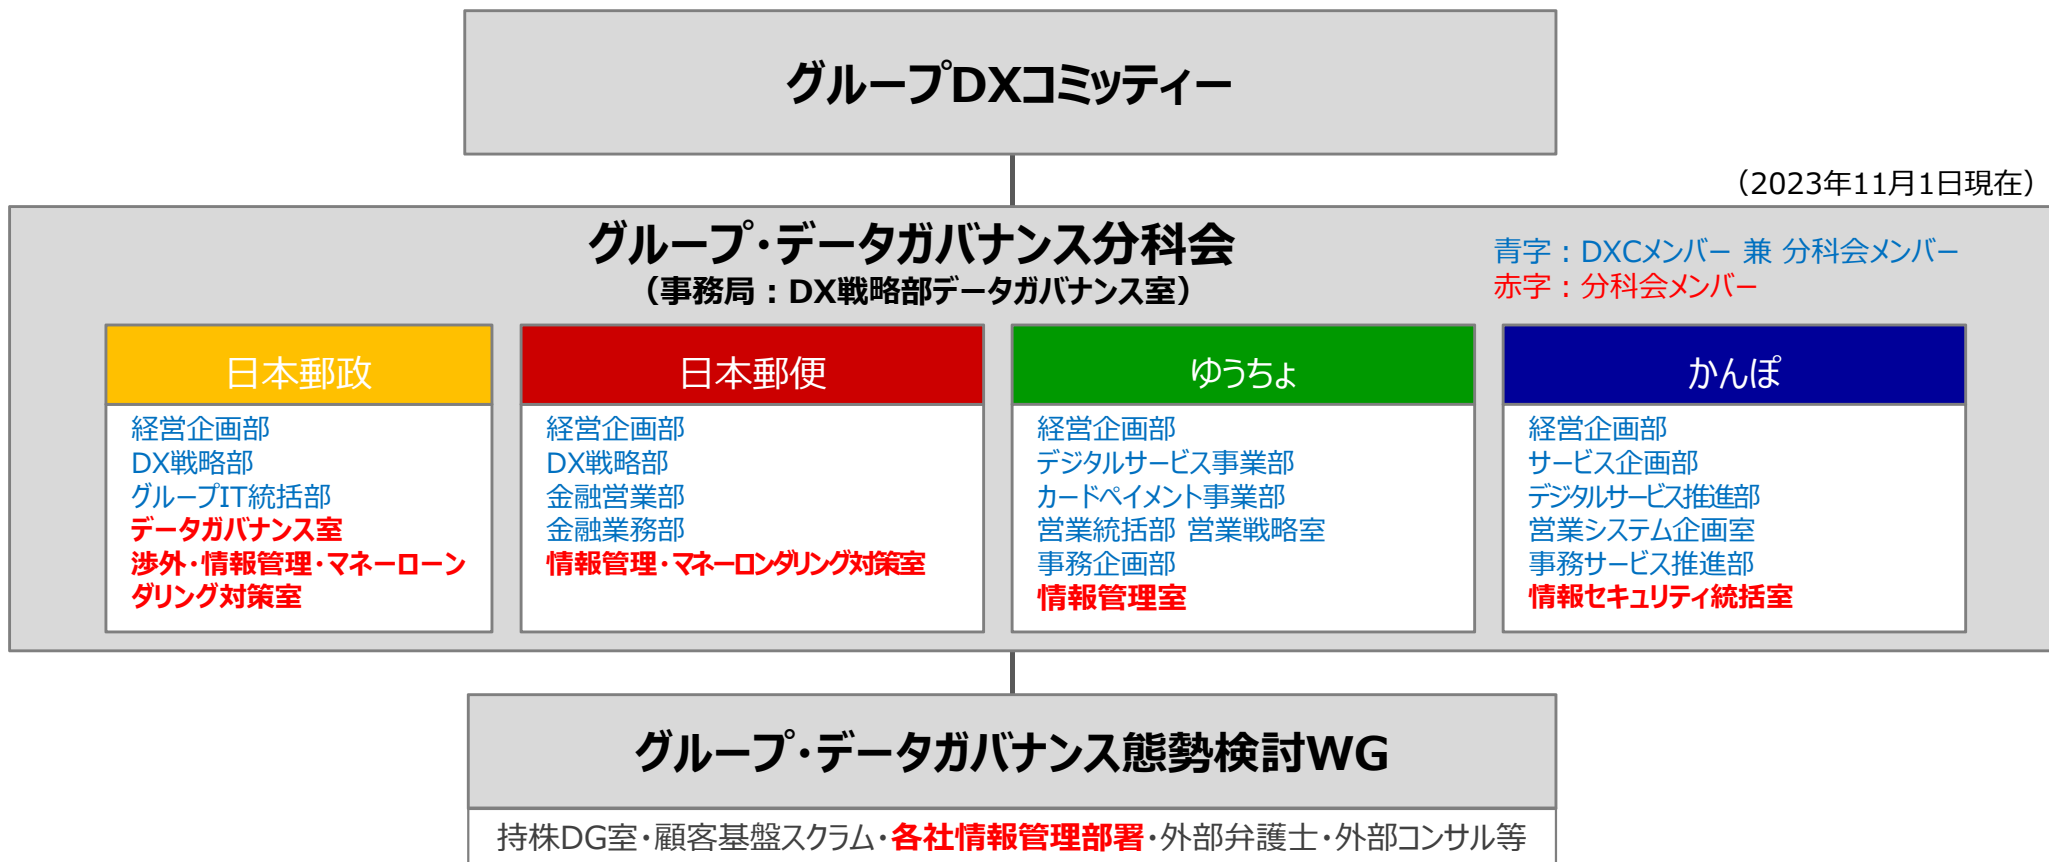 グループDXコミッティー
（2023年11月1日現在）
グループ・データガバナンス分科会
（事務局：DX戦略部データガバナンス室）
青字：DXCメンバー 兼 分科会メンバー
赤字：分科会メンバー
日本郵政
経営企画部
DX戦略部
グループIT統括部
データガバナンス室
渉外・情報管理・マネーローン
ダリング対策室
日本郵便
経営企画部
DX戦略部
金融営業部
金融業務部
情報管理・マネーロンダリング対策室
ゆうちょ
経営企画部
デジタルサービス事業部
カードペイメント事業部
営業統括部 営業戦略室
事務企画部
情報管理室
かんぽ
経営企画部
サービス企画部
デジタルサービス推進部
営業システム企画室
事務サービス推進部
情報セキュリティ統括室
グループ・データガバナンス態勢検討WG
持株DG室・顧客基盤スクラム・各社情報管理部署・外部弁護士・外部コンサル等